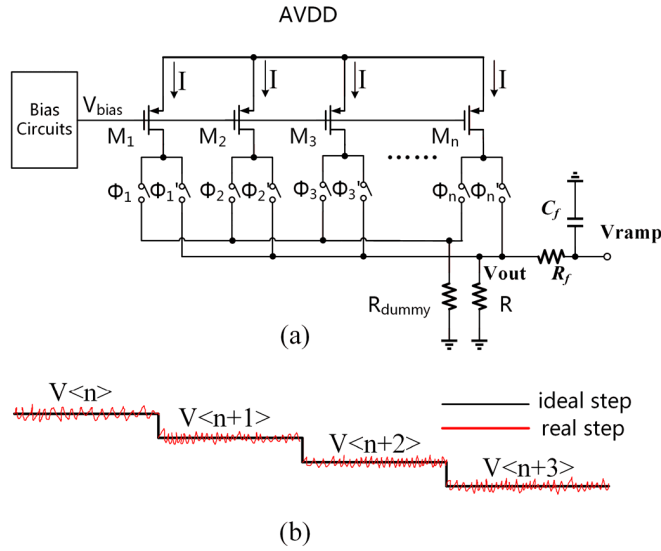 AVDD
I I I I
Bias
Circuits
Vbias
M1 M2 M3 Mn
......
Φ1 Φ1' Φ2 Φ2' Φ3 Φ3' Φn Φn'
Cf
Vramp
Vout
Rf
Rdummy
R
(a)
V<n>
V<n+1>
V<n+2>
V<n+3>
ideal step
real step
(b)